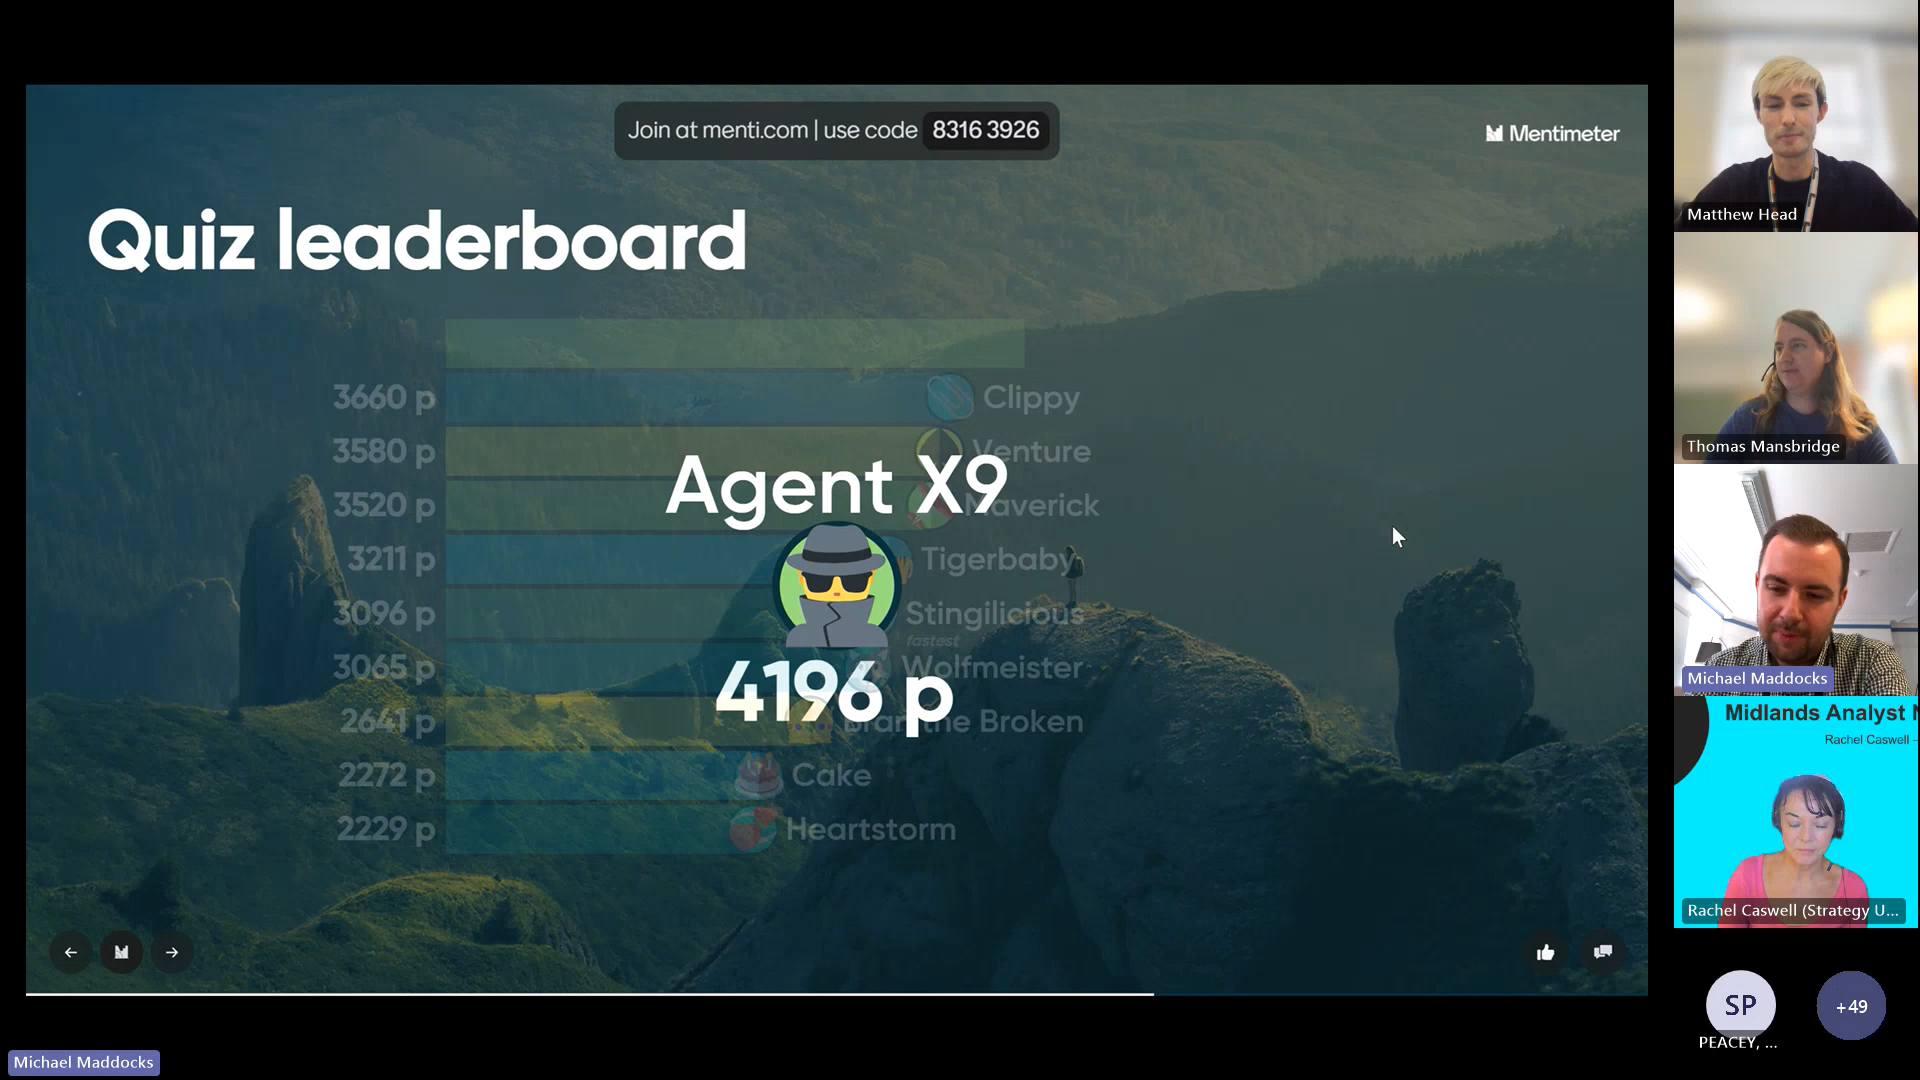 Join at menti.com | use code 8316 3926
Mentimeter
Quiz leaderboard
3660 p Clippy
3580 p Venture
Agent X9
3520 p Maverick
3211 p Tigerbaby
3096 p Stingilicious
fastest
3065 p Wolfmeister
4196 p
2641 p Bran the Broken
2272 p Cake
2229 p Heartstorm
Michael Maddocks
Matthew Head
Thomas Mansbridge
Michael Maddocks
Midlands Analyst N
Rachel Caswell –
Rachel Caswell (Strategy U...
SP
+49
PEACEY, ...